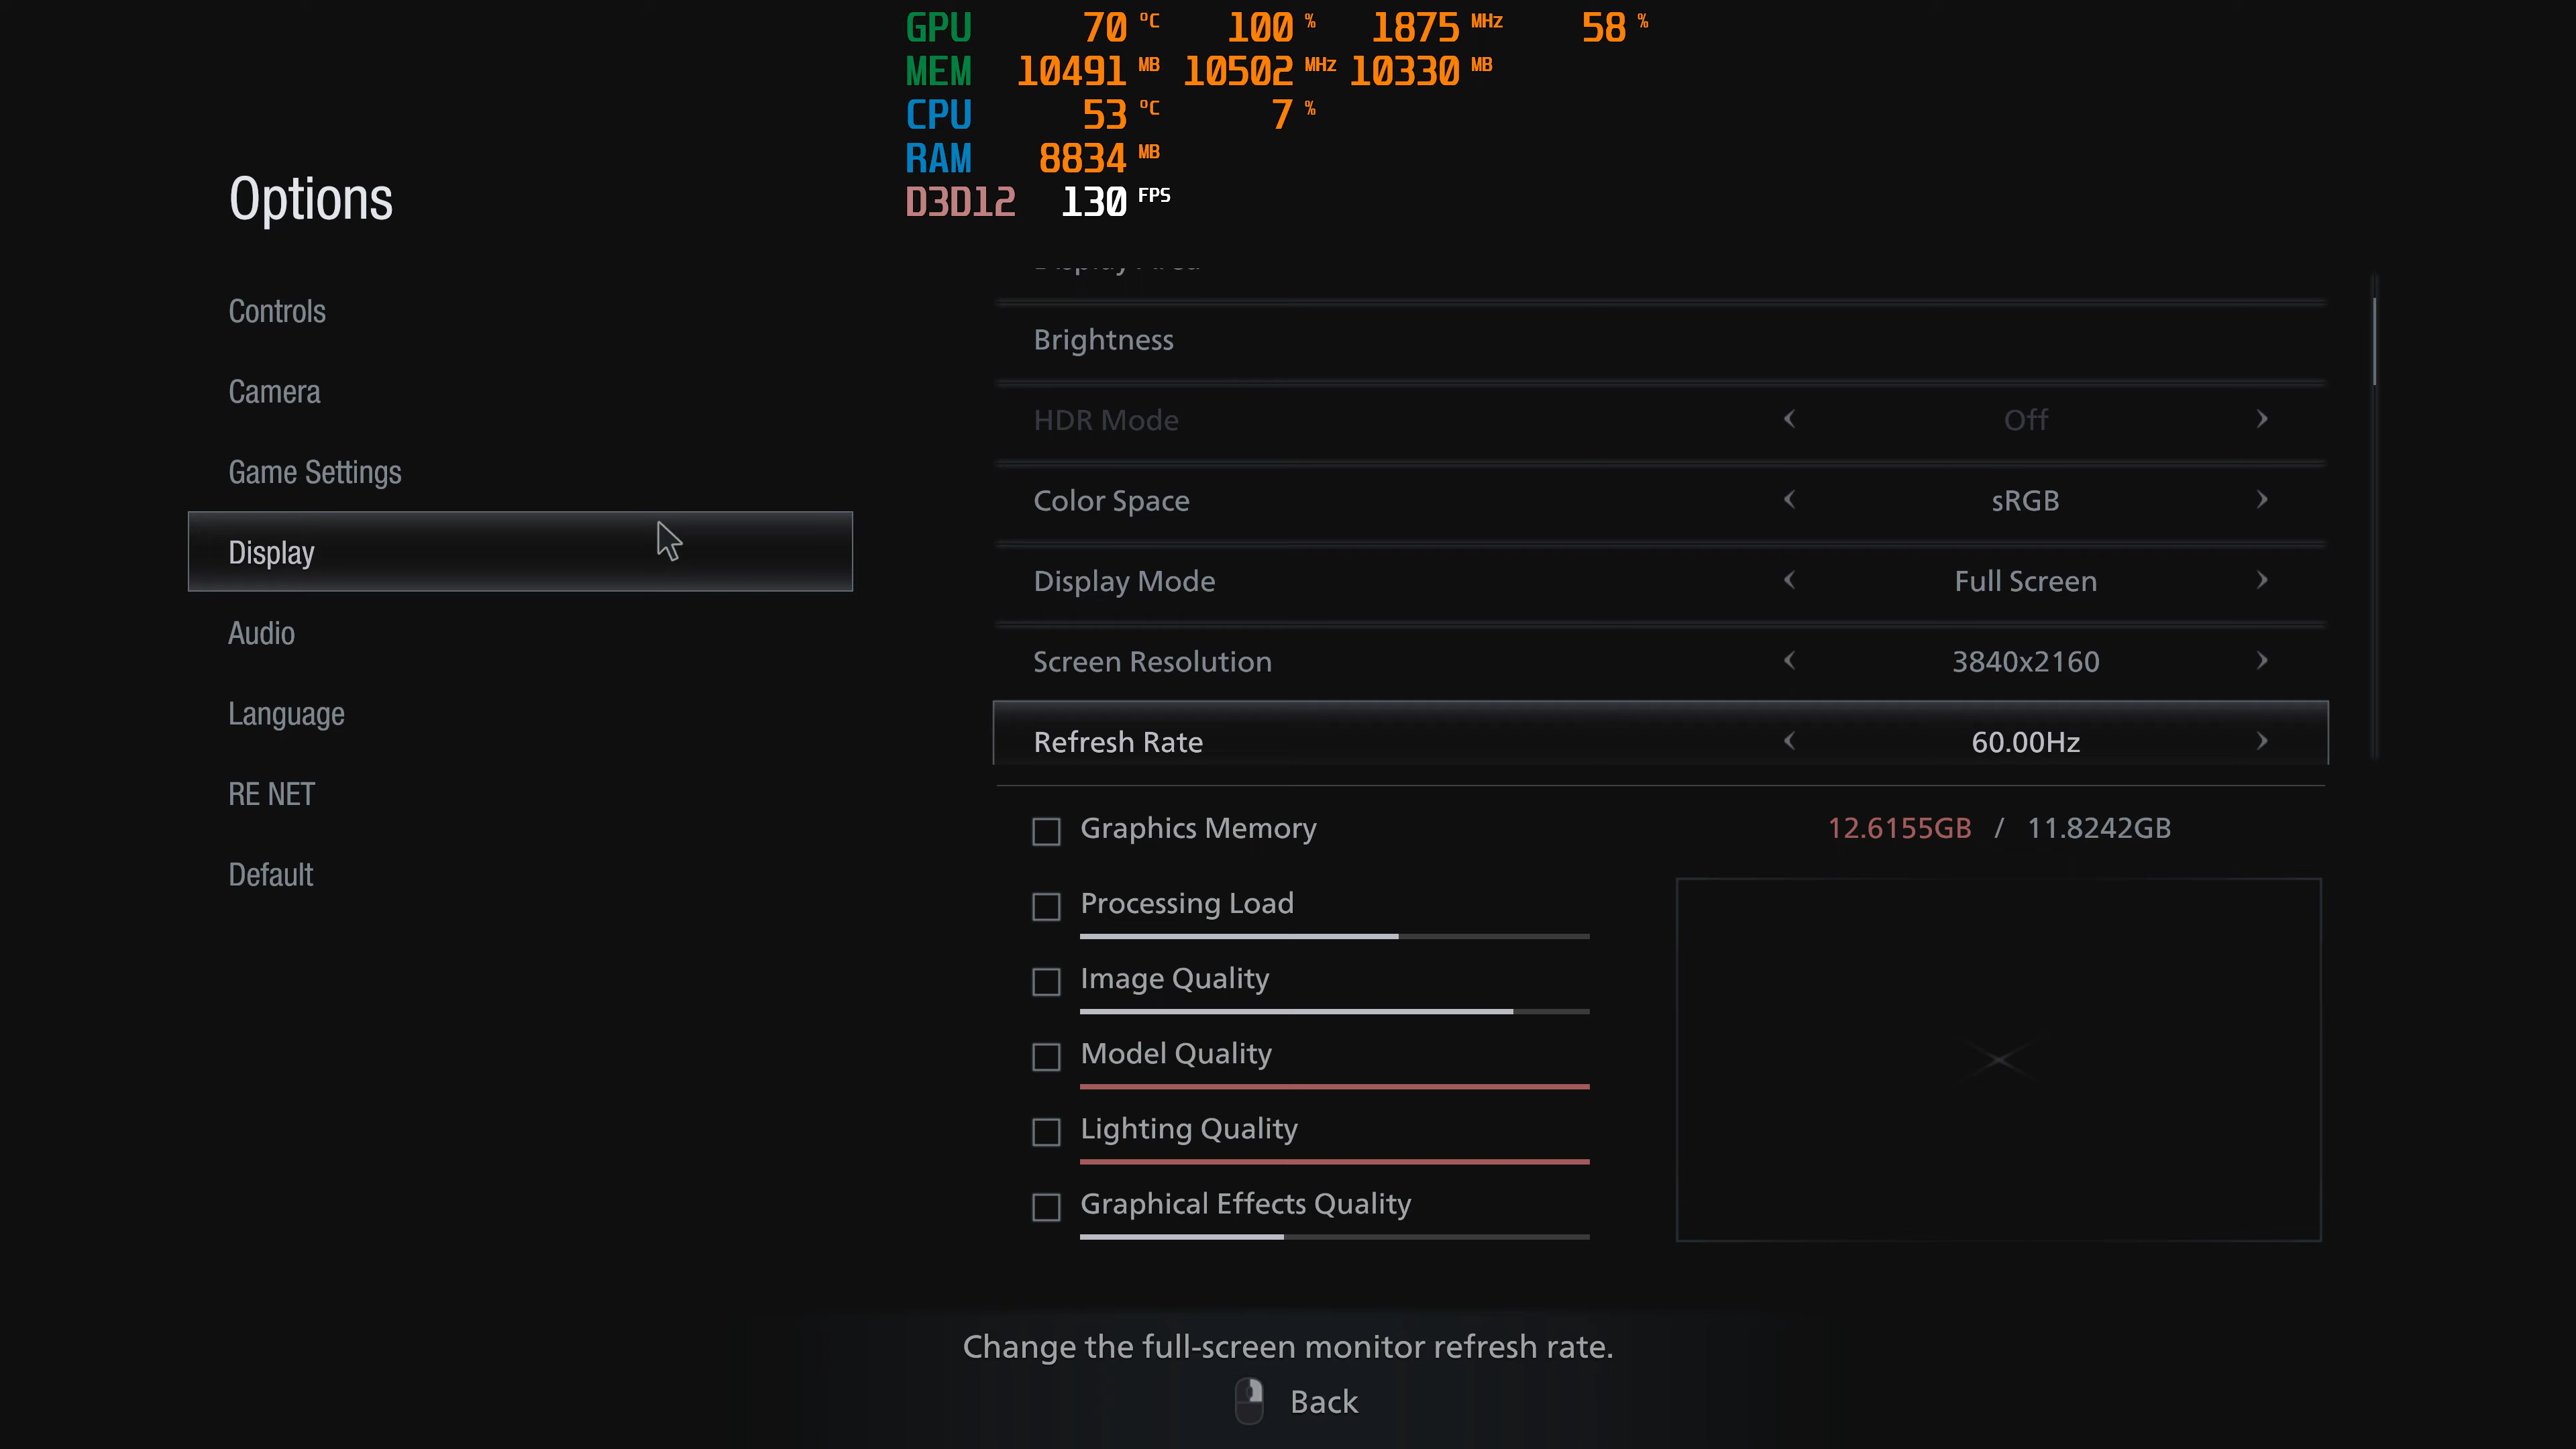 GPU 70 °C 100 % 1875 MHz 58 %
MEM 10491 MB 10502 MHz 10330 MB
CPU 53 °C 7 %
RAM 8834 MB
D3D12 130 FPS
Options
Controls
Camera
Game Settings
Display
Audio
Language
RE NET
Default
Display Area
Brightness
HDR Mode Off
Color Space sRGB
Display Mode Full Screen
Screen Resolution 3840x2160
Refresh Rate 60.00Hz
Graphics Memory 12.6155GB / 11.8242GB
Processing Load
Image Quality
Model Quality
Lighting Quality
Graphical Effects Quality
Change the full-screen monitor refresh rate.
Back